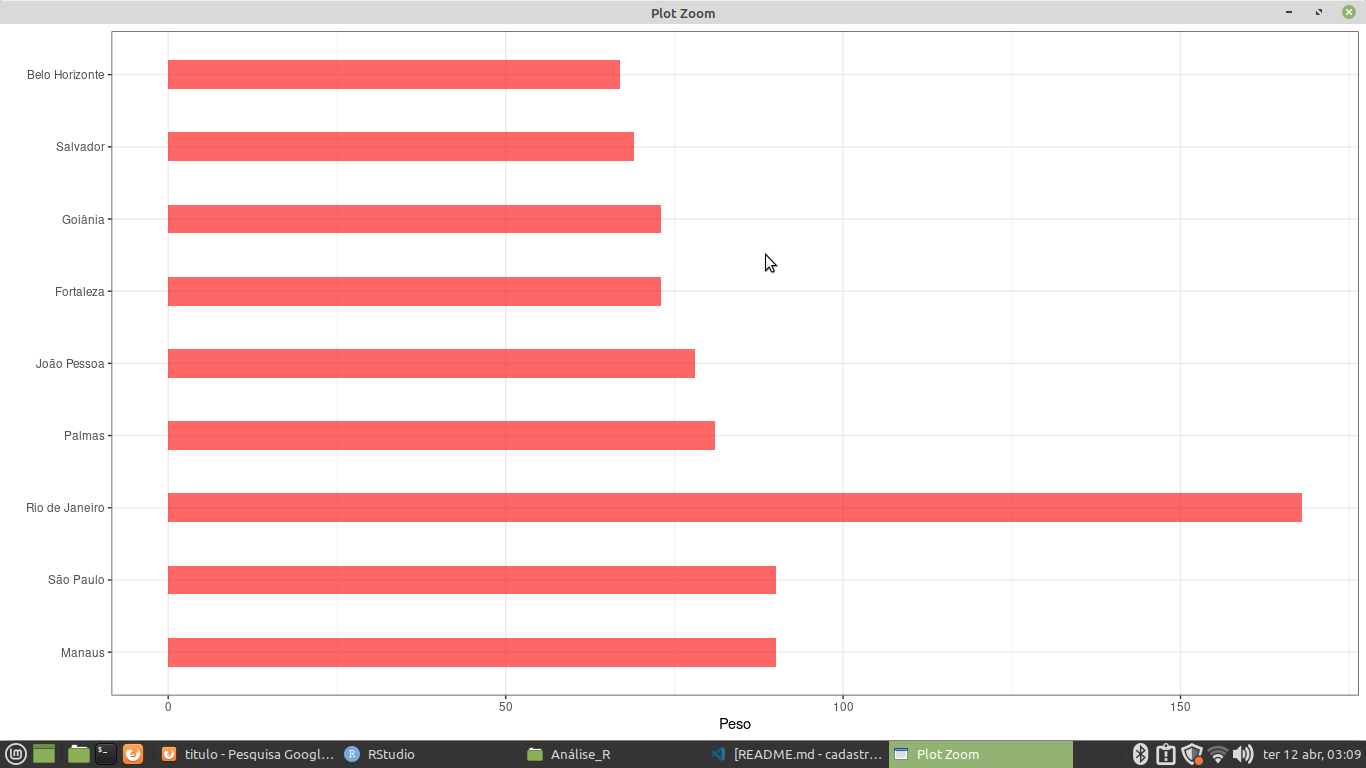 Plot Zoom
Belo Horizonte
Salvador
Goiânia
Fortaleza
João Pessoa
Palmas
Rio de Janeiro
São Paulo
Manaus
0 50 100 150
Peso
titulo - Pesquisa Googl... RStudio Análise_R [README.md - cadastr... Plot Zoom ter 12 abr, 03:09